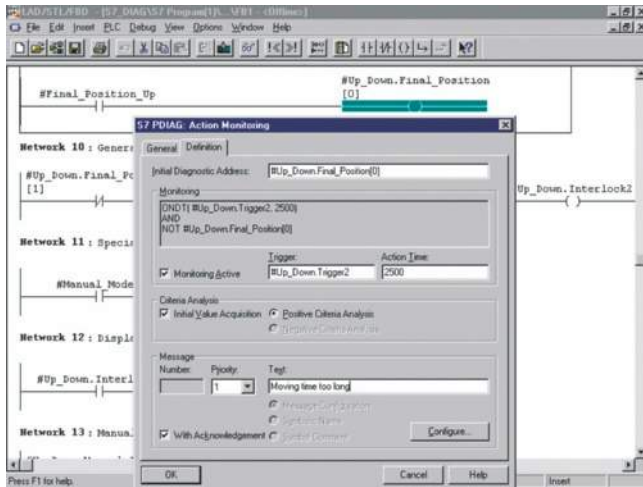 LAD/STL/FBD - [S7_DIAG\S7 Program(1)\... \FB1 - <Offline>]
File Edit Insert PLC Debug View Options Window Help
#Up_Down.Final_Position
#Final_Position_Up
[0]
S7 PDIAG: Action Monitoring
General Definition
Network 10 : Gener
Initial Diagnostic Address: #Up_Down.Final_Position[0]
#Up_Down.Final_Po
[1]
Up_Down.Interlock2
Monitoring
ONDT( #Up_Down.Trigger2, 2500)
AND
NOT #Up_Down.Final_Position[0]
Network 11 : Specia
Trigger: Action Time:
Monitoring Active #Up_Down.Trigger2 2500
#Manual_Mode
Criteria Analysis
Initial Value Acquisition Positive Criteria Analysis
Negative Criteria Analysis
Network 12 : Displa
Message
Number: Priority: Text:
1 Moving time too long
#Up_Down.Interl
Message Configuration
Symbolic Name
With Acknowledgement Symbol Comment Configure...
Network 13 : Manua
OK Cancel Help
Press F1 for help. Insert